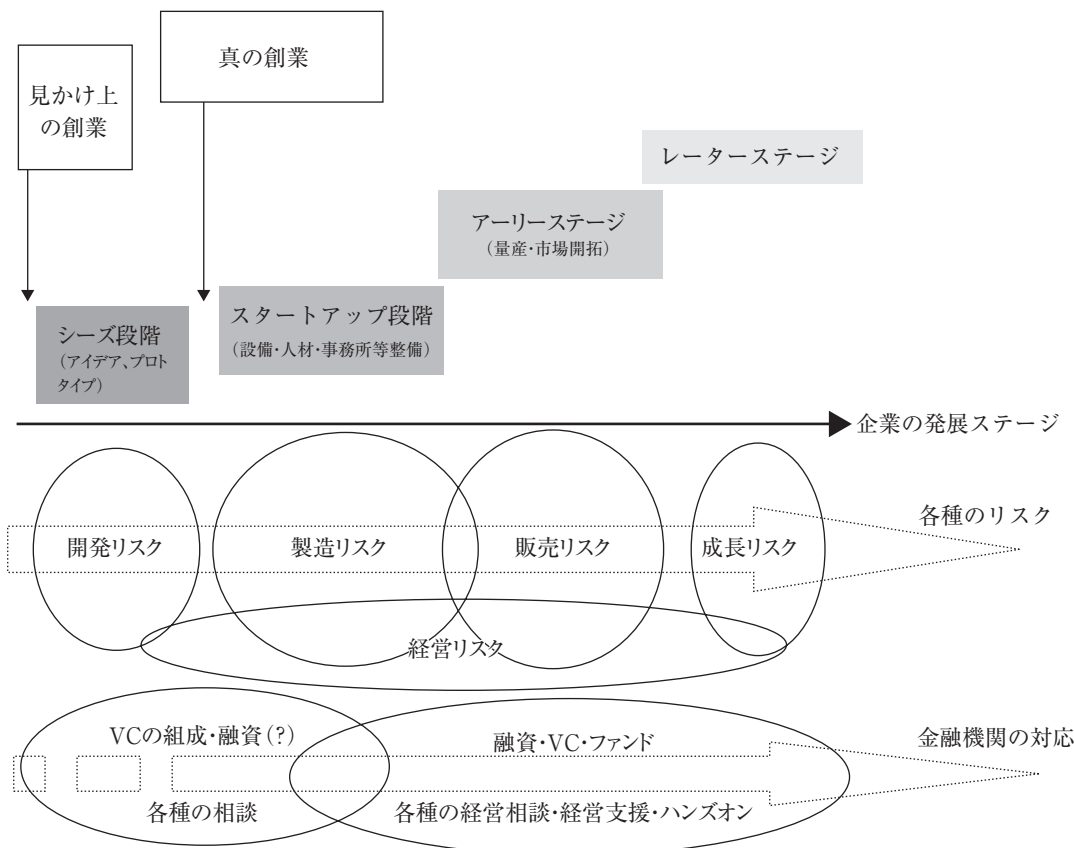 見かけ上
の創業
真の創業
レーターステージ
アーリーステージ
(量産・市場開拓)
スタートアップ段階
(設備・人材・事務所等整備)
シーズ段階
(アイデア、プロト
タイプ)
企業の発展ステージ
各種のリスク
開発リスク
製造リスク
販売リスク
成長リスク
経営リスク
VCの組成・融資(?)
融資・VC・ファンド
金融機関の対応
各種の相談
各種の経営相談・経営支援・ハンズオン